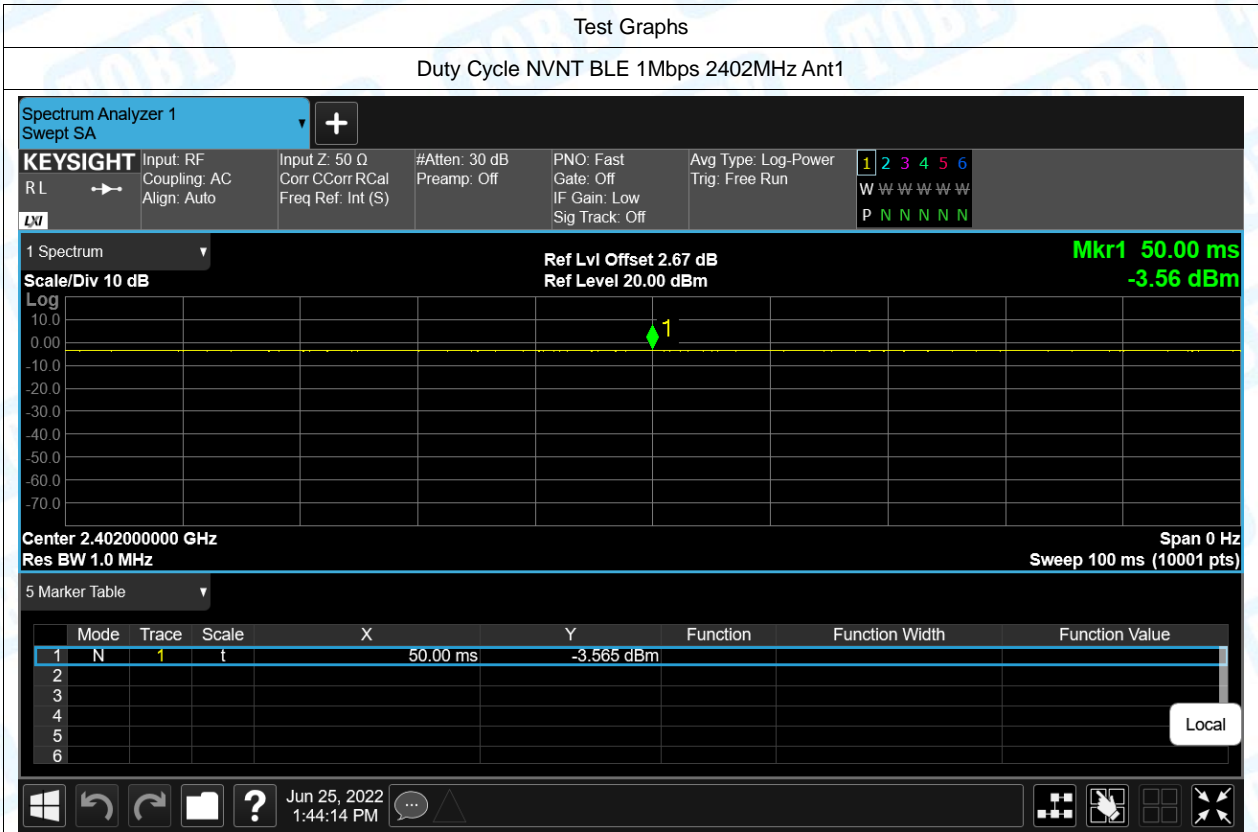 Test Graphs
Duty Cycle NVNT BLE 1Mbps 2402MHz Ant1
Spectrum Analyzer 1
Swept SA
KEYSIGHT
RL
LXI
Input: RF
Coupling: AC
Align: Auto
Input Z: 50 Ω
Corr CCorr RCal
Freq Ref: Int (S)
#Atten: 30 dB
Preamp: Off
PNO: Fast
Gate: Off
IF Gain: Low
Sig Track: Off
Avg Type: Log-Power
Trig: Free Run
1 2 3 4 5 6
W W W W W W
P N N N N N
1 Spectrum
Scale/Div 10 dB
Ref Lvl Offset 2.67 dB
Ref Level 20.00 dBm
Mkr1 50.00 ms
-3.56 dBm
Log
10.0
0.00
-10.0
-20.0
-30.0
-40.0
-50.0
-60.0
-70.0
1
Center 2.402000000 GHz
Res BW 1.0 MHz
Span 0 Hz
Sweep 100 ms (10001 pts)
5 Marker Table
Mode Trace Scale X Y Function Function Width Function Value
1 N 1 t 50.00 ms -3.565 dBm
2
3
4
5
6
Local
?
Jun 25, 2022
1:44:14 PM
TOBY